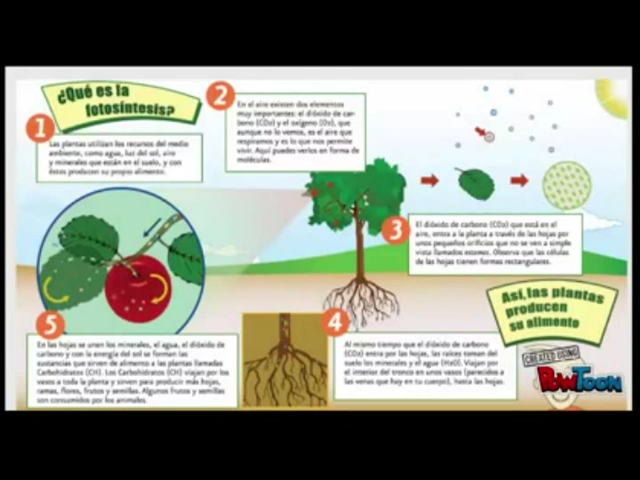 ¿Qué es la
fotosíntesis?
1
Las plantas utilizan los recursos del medio
ambiente, como agua, luz del sol, aire
y minerales que están en el suelo, y con
éstos producen su propio alimento.
2
En el aire existen dos elementos
muy importantes: el dióxido de car-
bono (CO2) y el oxígeno (O2), que
aunque no lo vemos, es el aire que
respiramos y es lo que nos permite
vivir. Aquí puedes verlos en forma de
moléculas.
3
El dióxido de carbono (CO2) que está en el
aire, entra a la planta a través de las hojas por
unos pequeños orificios que no se ven a simple
vista llamados estomas. Observa que las células
de las hojas tienen formas rectangulares.
4
Al mismo tiempo que el dióxido de carbono
(CO2) entra por las hojas, las raíces toman del
suelo los minerales y el agua (H2O). Viajan por
el interior del tronco en unos vasos (parecidos a
las venas que hay en tu cuerpo), hasta las hojas.
5
En las hojas se unen los minerales, el agua, el dióxido de
carbono y con la energía del sol se forman las
sustancias que sirven de alimento a las plantas llamadas
Carbohidratos (CH). Los Carbohidratos (CH) viajan por los
vasos a toda la planta y sirven para producir más hojas,
ramas, flores, frutos y semillas. Algunos frutos y semillas
son consumidos por los animales.
Así, las plantas
producen
su alimento
CREATED USING
POWTOON